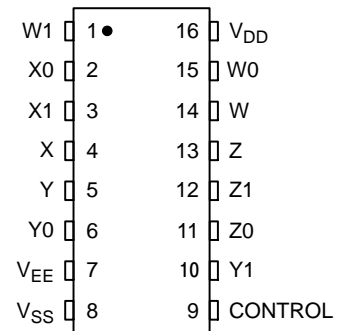 W1 1 16 VDD
X0 2 15 W0
X1 3 14 W
X 4 13 Z
Y 5 12 Z1
Y0 6 11 Z0
VEE 7 10 Y1
VSS 8 9 CONTROL